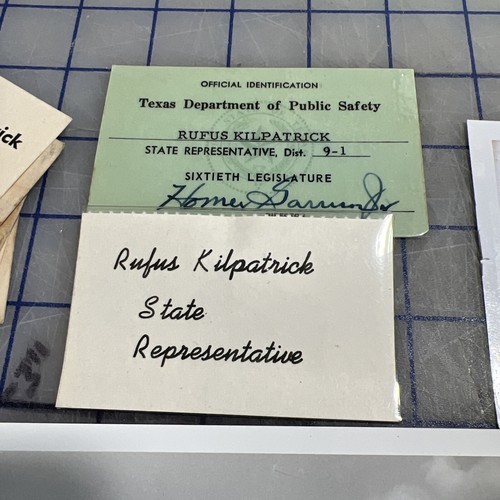 ick
OFFICIAL IDENTIFICATION
Texas Department of Public Safety
RUFUS KILPATRICK
STATE REPRESENTATIVE, Dist. 9-1
SIXTIETH LEGISLATURE
Homer Garrison Jr
Rufus Kilpatrick
State
Representative